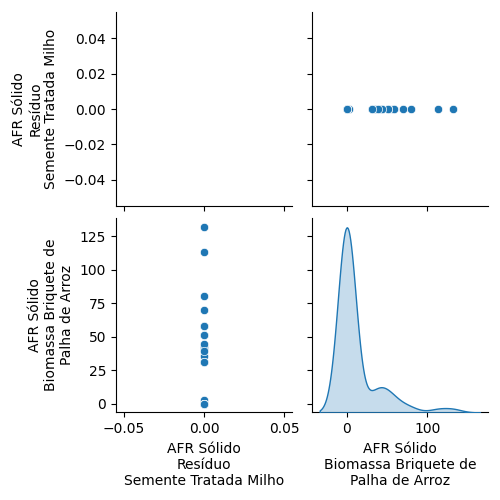 0.04
0.02
0.00
−0.02
−0.04
AFR Sólido
Resíduo
Semente Tratada Milho
125
100
75
50
25
0
AFR Sólido
Biomassa Briquete de
Palha de Arroz
−0.05
0.00
0.05
AFR Sólido
Resíduo
Semente Tratada Milho
0
100
AFR Sólido
Biomassa Briquete de
Palha de Arroz